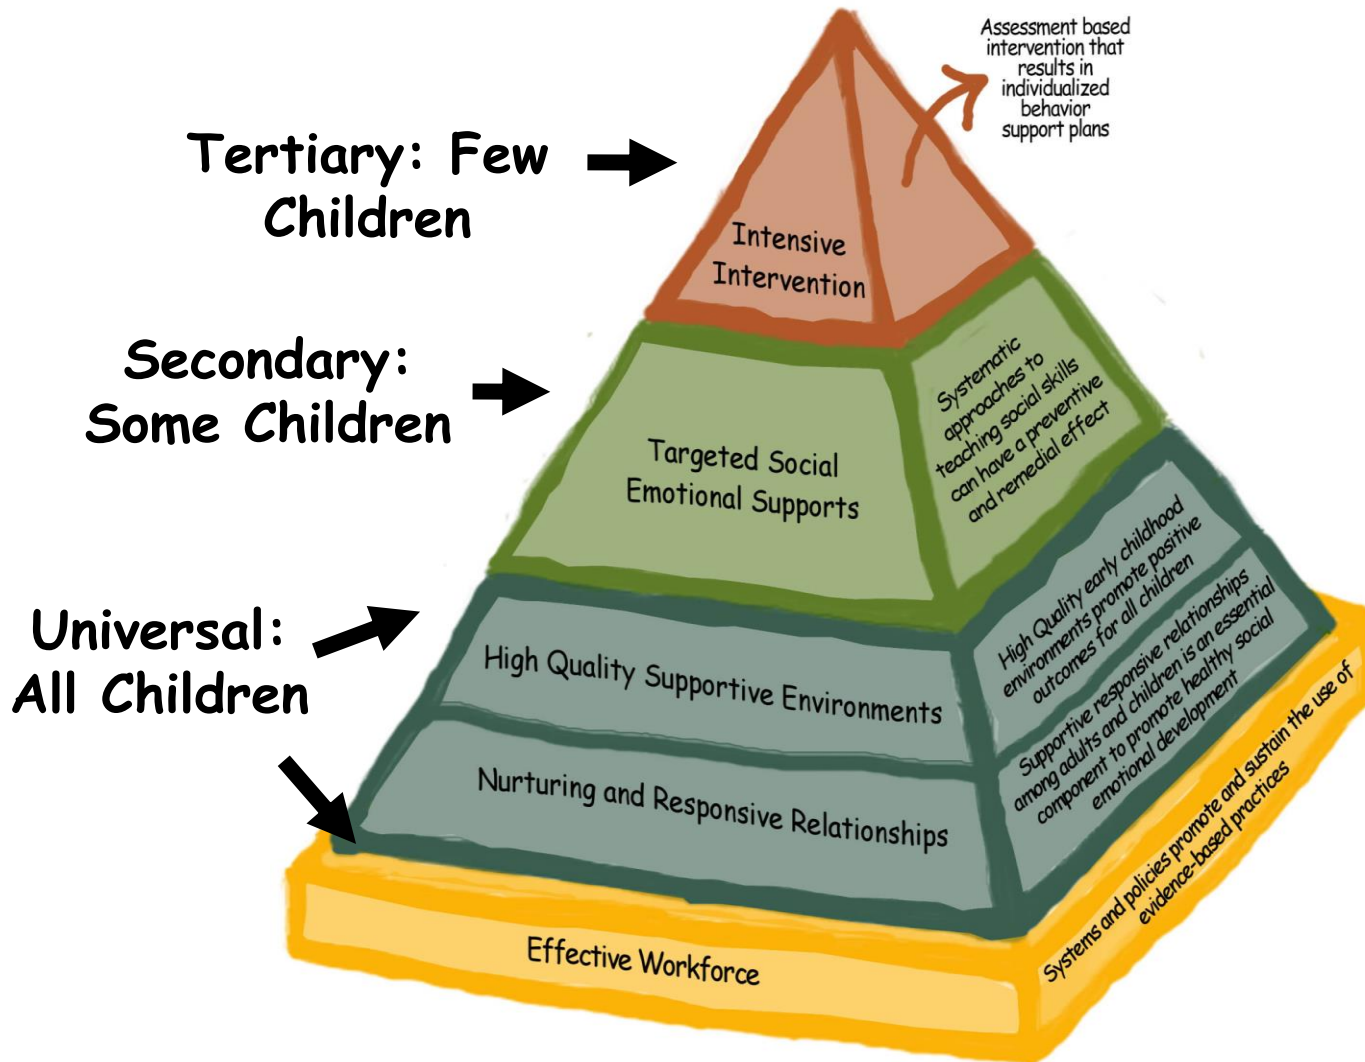 Assessment based
intervention that
results in
individualized
behavior
support plans
Tertiary: Few
Children
Intensive
Intervention
Secondary:
Some Children
Targeted Social
Emotional Supports
Systematic
approaches to
teaching social skills
can have a preventive
and remedial effect
Universal:
All Children
High Quality Supportive Environments
High Quality early childhood
environments promote positive
outcomes for all children
Nurturing and Responsive Relationships
Supportive responsive relationships
among adults and children is an essential
component to promote healthy social
emotional development
Effective Workforce
Systems and policies promote and sustain the use of
evidence-based practices